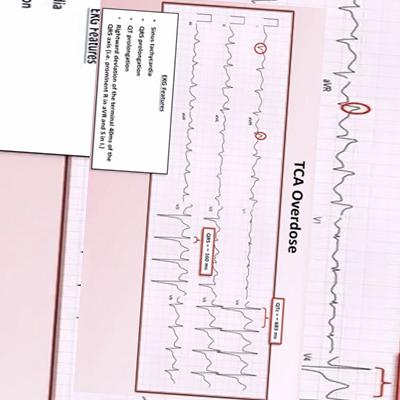 TCA Overdose
EKG Features
• Sinus tachycardia
• QRS prolongation
• QT prolongation
• Rightward deviation of the terminal 40ms of the
QRS axis (i.e. prominent R in aVR and S in I,)
QRS = ~ 160 ms
QTc = ~ 683 ms
aVR
V1
EKG Features